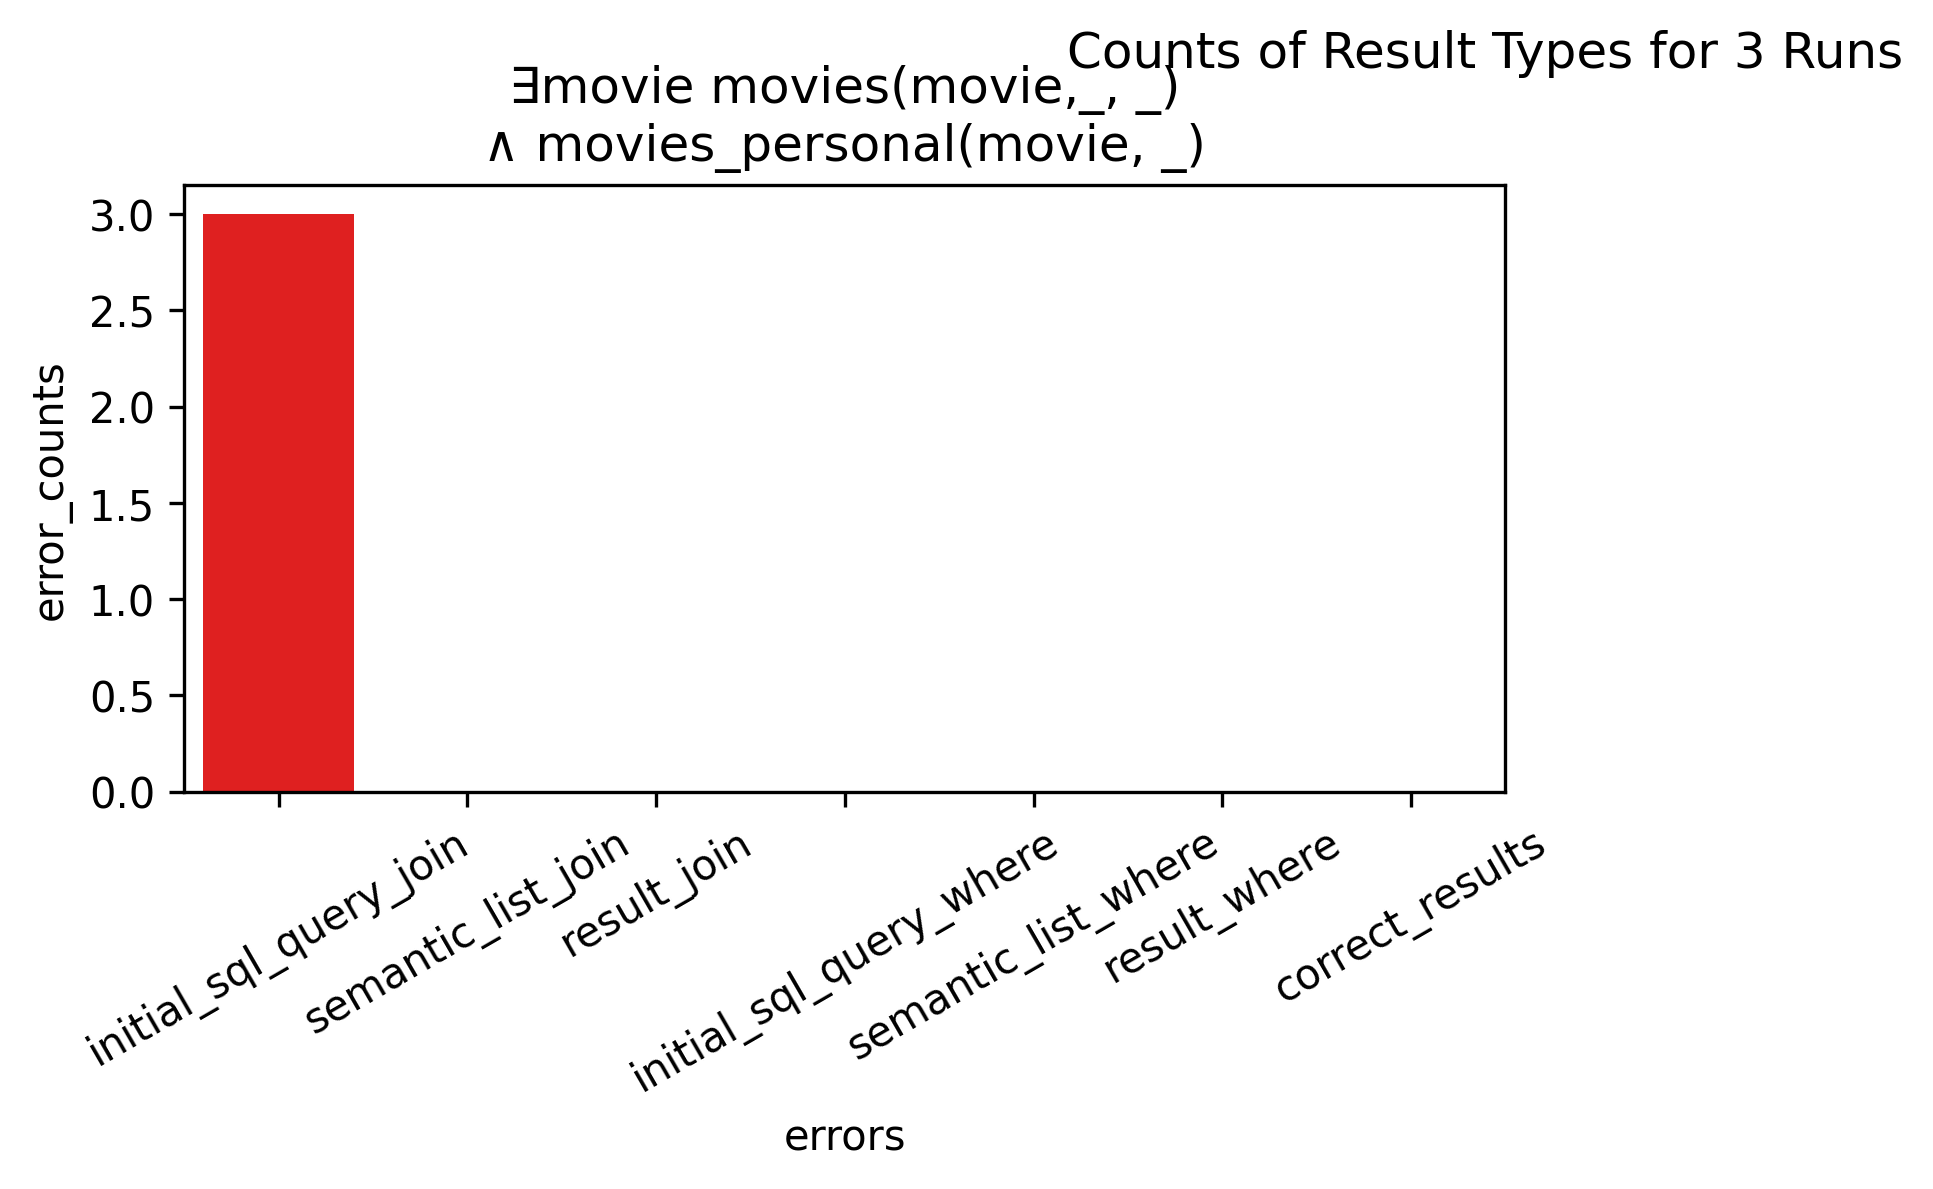 Counts of Result Types for 3 Runs
∃movie movies(movie,_, _)
∧ movies_personal(movie, _)
3.0
2.5
2.0
1.5
1.0
0.5
0.0
error_counts
initial_sql_query_join
semantic_list_join
result_join
initial_sql_query_where
semantic_list_where
result_where
correct_results
errors